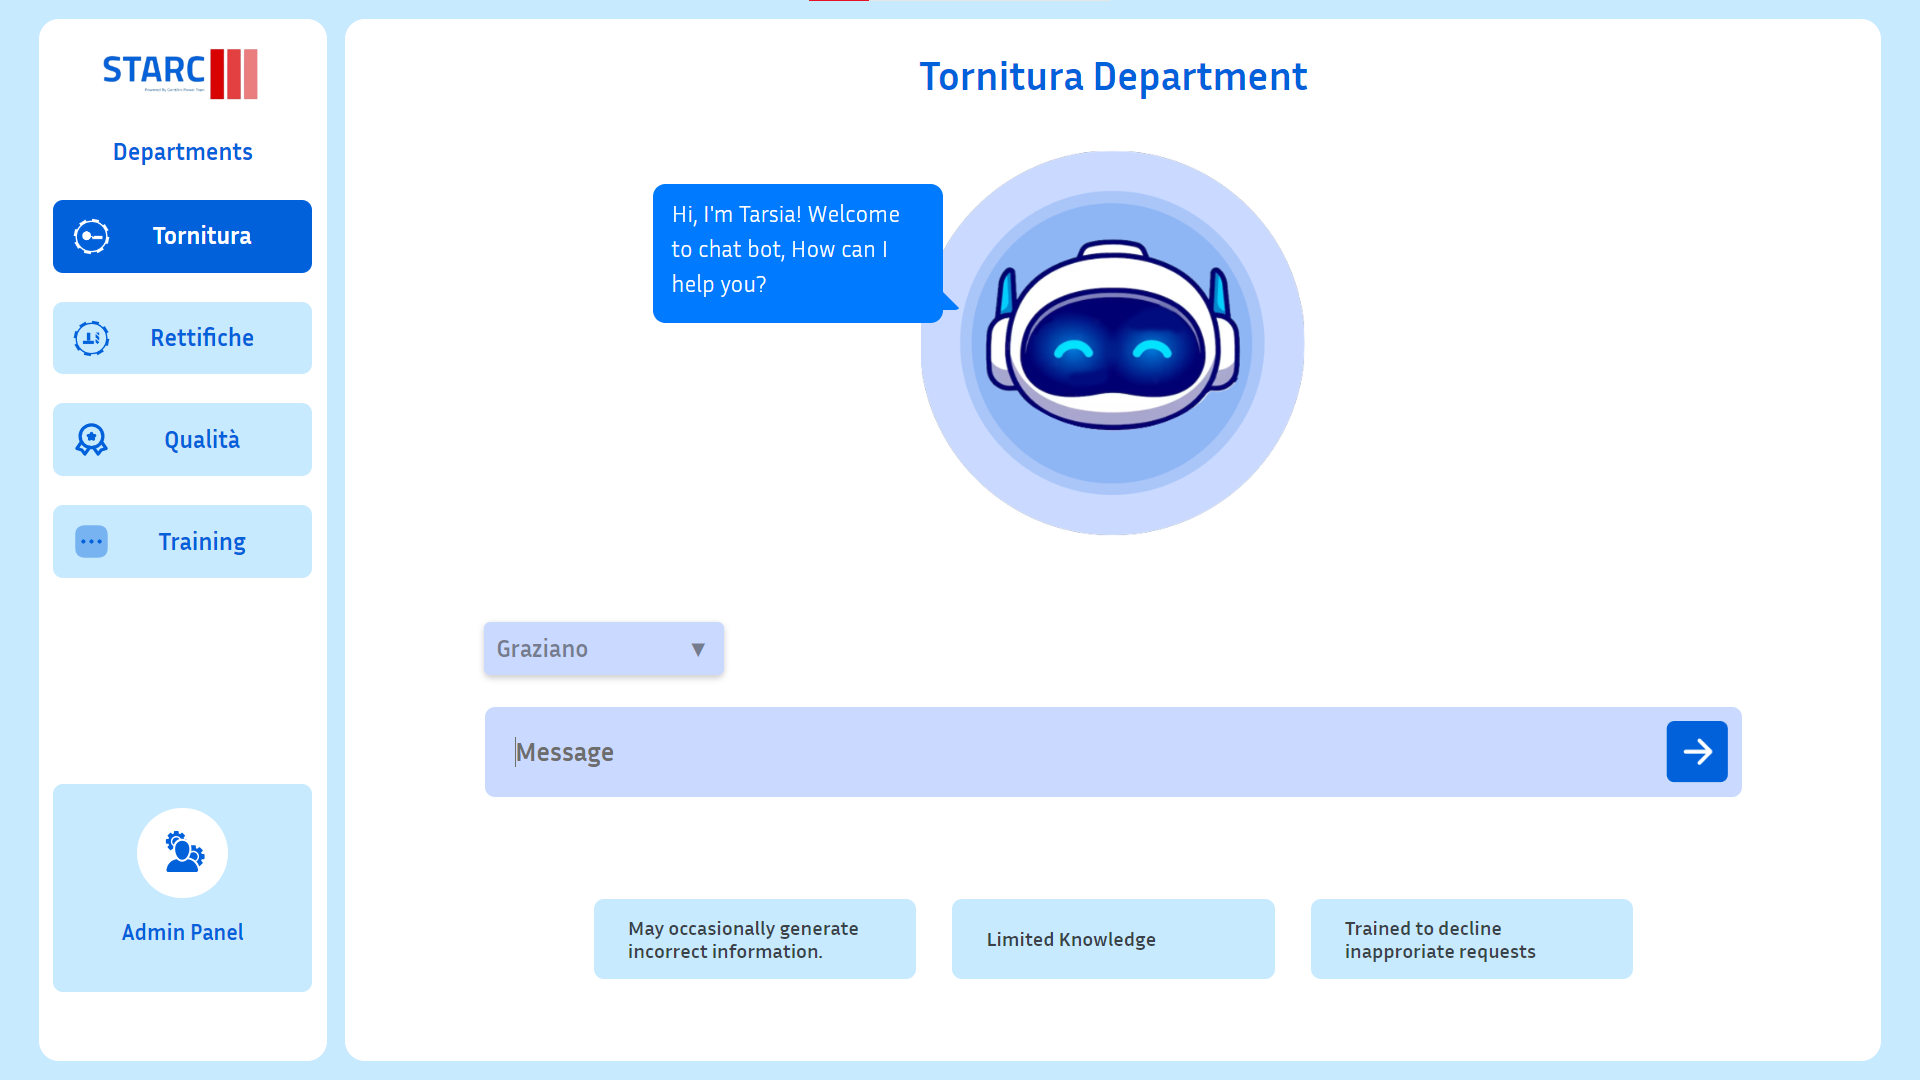 STARC
Departments
Tornitura
Rettifiche
Qualità
Training
Admin Panel
Tornitura Department
Hi, I'm Tarsia! Welcome
to chat bot, How can I
help you?
Graziano ▼
Message
May occasionally generate
incorrect information.
Limited Knowledge
Trained to decline
inapproriate requests